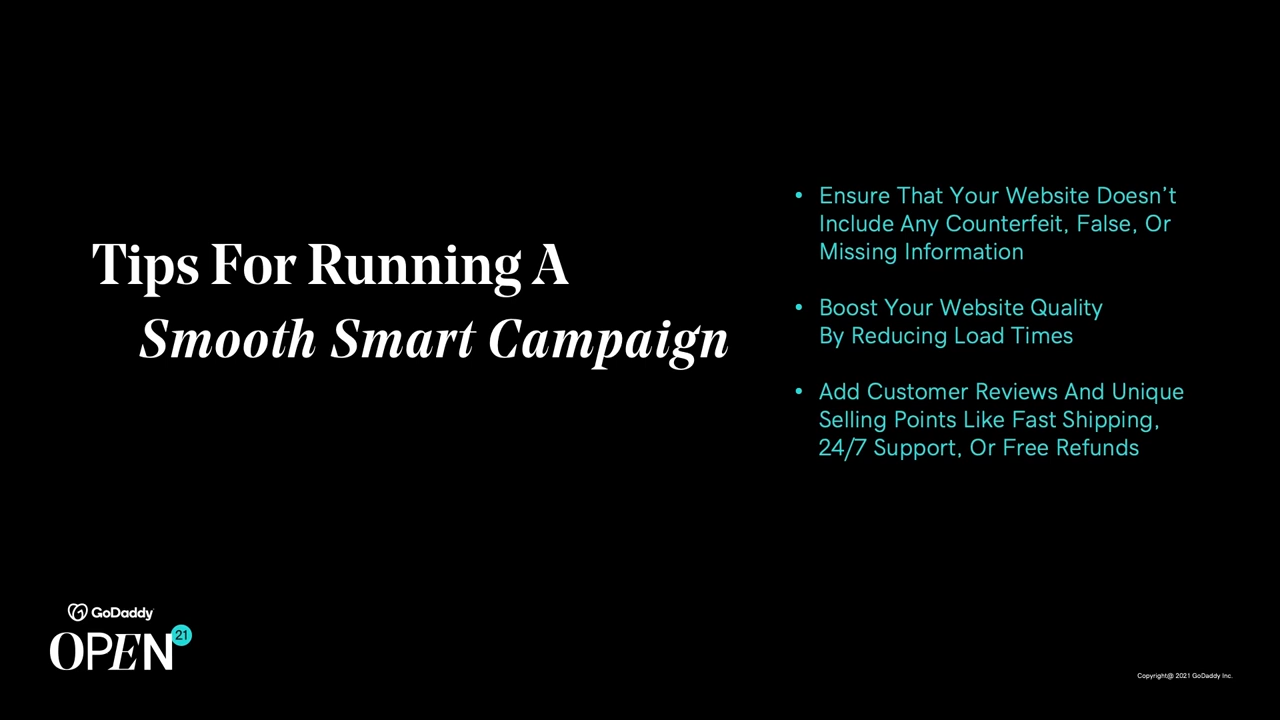 Tips For Running A
Smooth Smart Campaign
• Ensure That Your Website Doesn’t
Include Any Counterfeit, False, Or
Missing Information
• Boost Your Website Quality
By Reducing Load Times
• Add Customer Reviews And Unique
Selling Points Like Fast Shipping,
24/7 Support, Or Free Refunds
GoDaddy
OPEN 21
Copyright@ 2021 GoDaddy Inc.